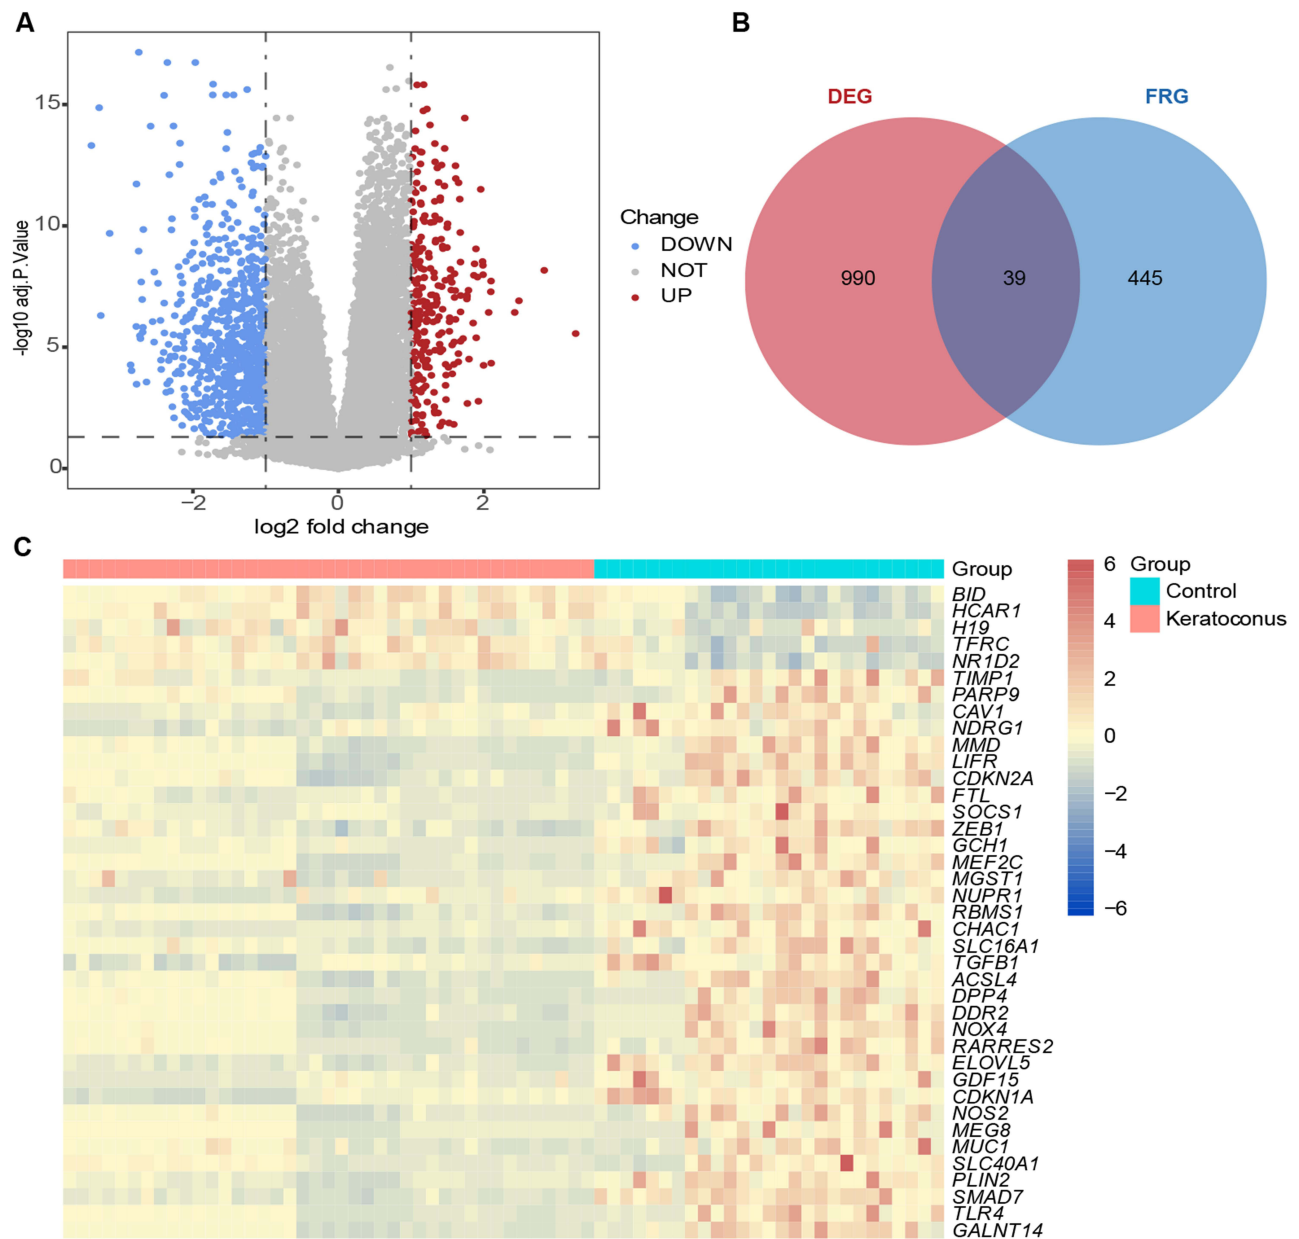 A
B
15
10
5
0
-log10 adj.P.Value
−2
0
2
log2 fold change
Change
DOWN
NOT
UP
DEG
FRG
990
39
445
C
Group
BID
HCAR1
H19
TFRC
NR1D2
TIMP1
PARP9
CAV1
NDRG1
MMD
LIFR
CDKN2A
FTL
SOCS1
ZEB1
GCH1
MEF2C
MGST1
NUPR1
RBMS1
CHAC1
SLC16A1
TGFB1
ACSL4
DPP4
DDR2
NOX4
RARRES2
ELOVL5
GDF15
CDKN1A
NOS2
MEG8
MUC1
SLC40A1
PLIN2
SMAD7
TLR4
GALNT14
6
4
2
0
−2
−4
−6
Group
Control
Keratoconus